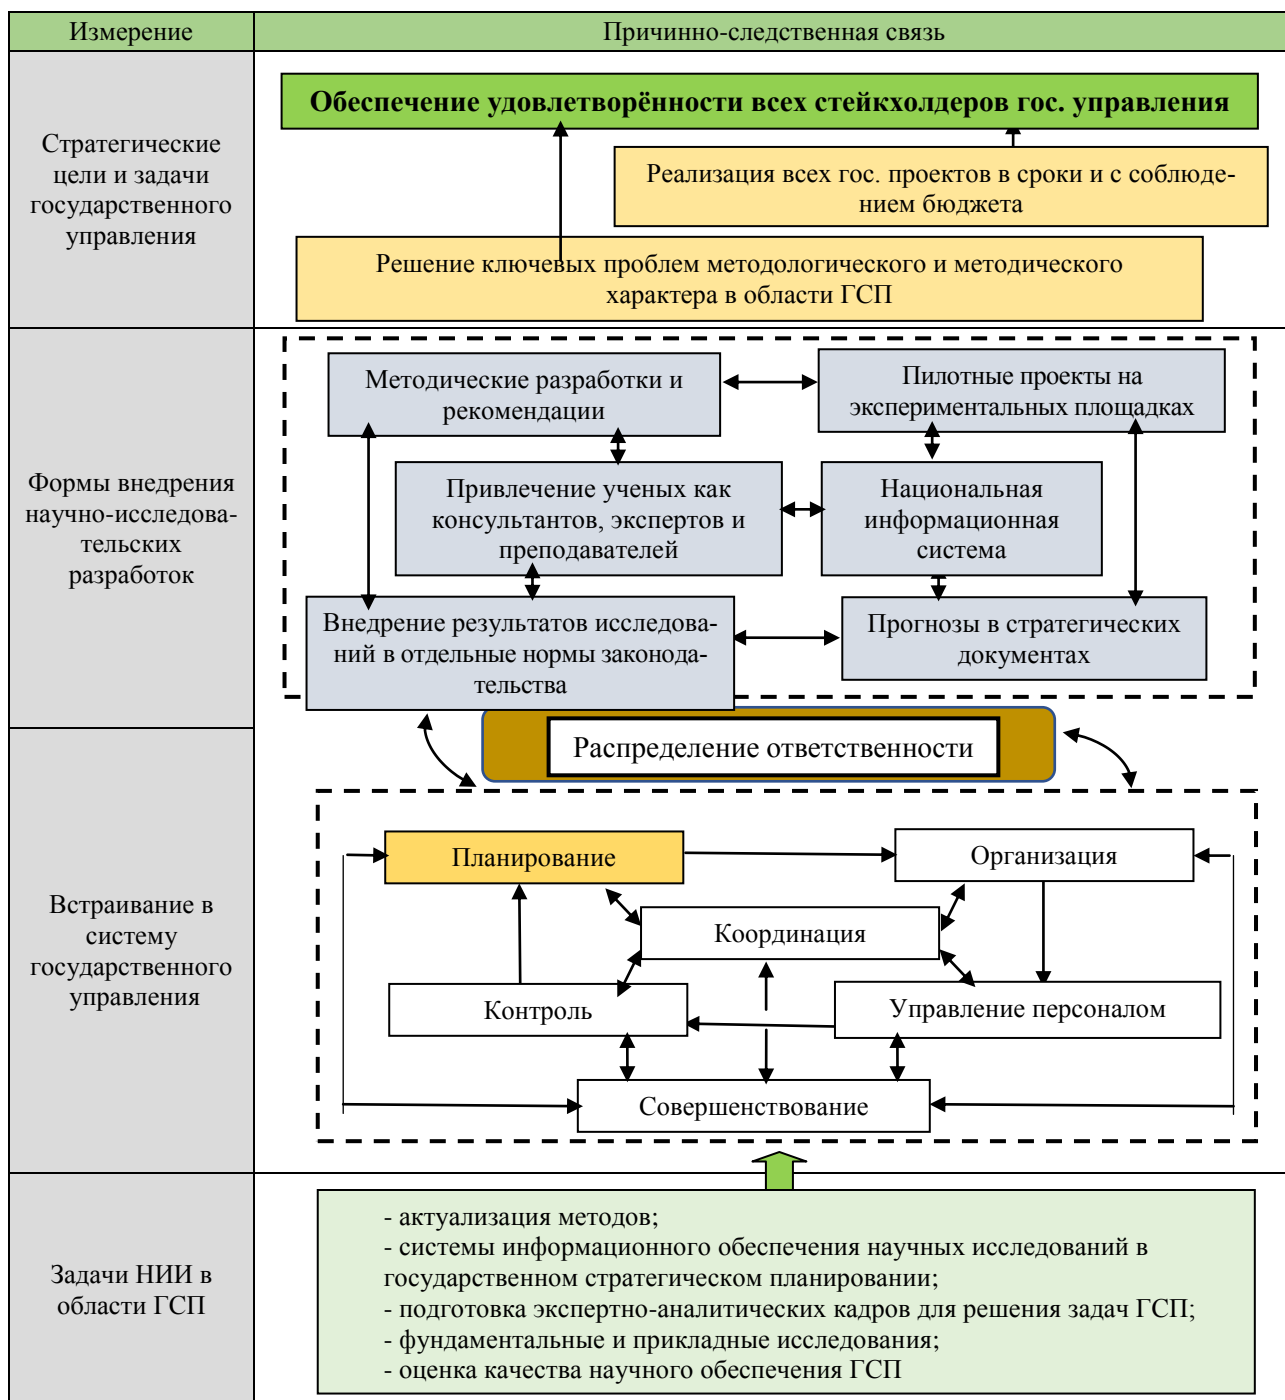 Измерение
Причинно-следственная связь
Стратегические
цели и задачи
государственного
управления
Обеспечение удовлетворённости всех стейкхолдеров гос. управления
Реализация всех гос. проектов в сроки и с соблюде-
нием бюджета
Решение ключевых проблем методологического и методического
характера в области ГСП
Формы внедрения
научно-исследова-
тельских
разработок
Методические разработки и
рекомендации
Пилотные проекты на
экспериментальных площадках
Привлечение ученых как
консультантов, экспертов и
преподавателей
Национальная
информационная
система
Внедрение результатов исследова-
ний в отдельные нормы законода-
тельства
Прогнозы в стратегических
документах
Распределение ответственности
Встраивание в
систему
государственного
управления
Планирование
Организация
Координация
Контроль
Управление персоналом
Совершенствование
Задачи НИИ в
области ГСП
- актуализация методов;
- системы информационного обеспечения научных исследований в
государственном стратегическом планировании;
- подготовка экспертно-аналитических кадров для решения задач ГСП;
- фундаментальные и прикладные исследования;
- оценка качества научного обеспечения ГСП